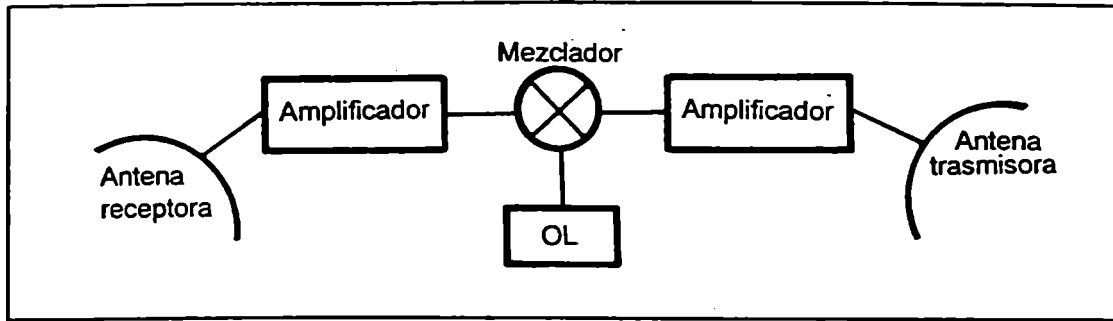 Mezclador
Amplificador
Amplificador
Antena
receptora
Antena
trasmisora
OL